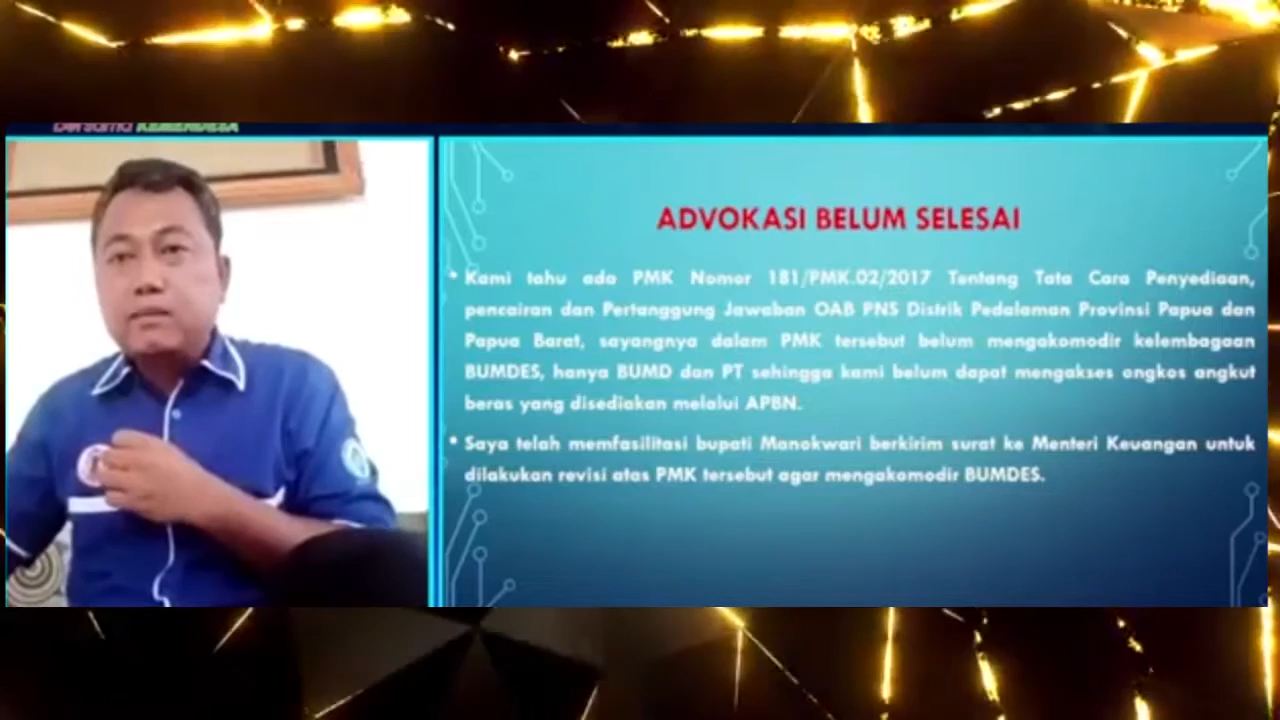 Bersama KEMENDESA
ADVOKASI BELUM SELESAI
• Kami tahu ada PMK Nomor 181/PMK.02/2017 Tentang Tata Cara Penyediaan,
pencairan dan Pertanggung Jawaban OAB PNS Distrik Pedalaman Provinsi Papua dan
Papua Barat, sayangnya dalam PMK tersebut belum mengakomodir kelembagaan
BUMDES, hanya BUMD dan PT sehingga kami belum dapat mengakses ongkos angkut
beras yang disediakan melalui APBN.
• Saya telah memfasilitasi bupati Manokwari berkirim surat ke Menteri Keuangan untuk
dilakukan revisi atas PMK tersebut agar mengakomodir BUMDES.